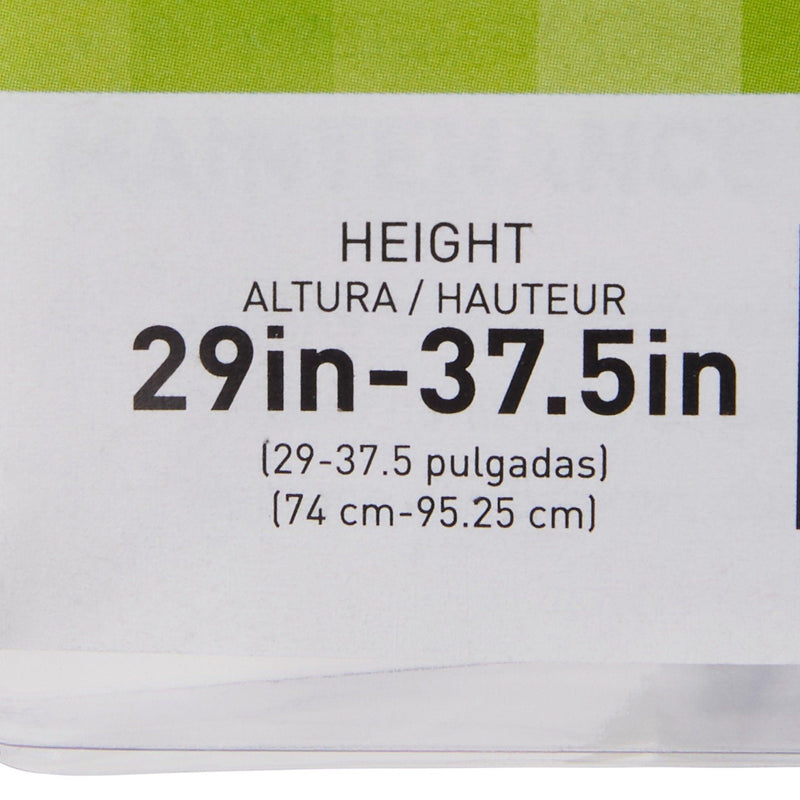 HEIGHT
ALTURA / HAUTEUR
29in-37.5in
(29-37.5 pulgadas)
(74 cm-95.25 cm)